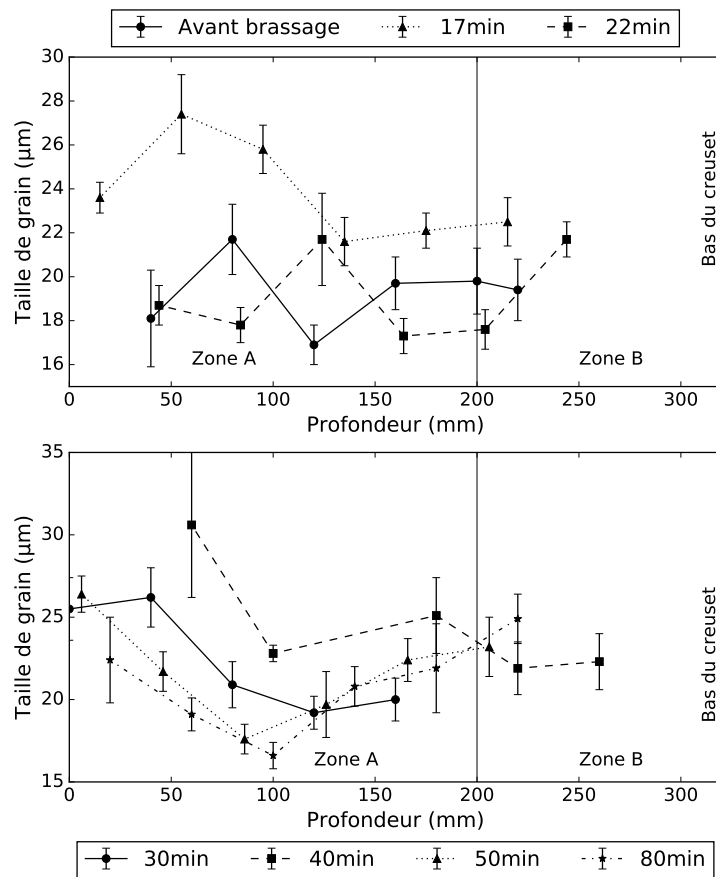 Avant brassage 17min 22min
30
28
26
24
22
20
18
16
Taille de grain (µm)
Bas du creuset
Zone A Zone B
0 50 100 150 200 250 300
Profondeur (mm)
35
30
25
20
15
Taille de grain (µm)
Bas du creuset
Zone A Zone B
0 50 100 150 200 250 300
Profondeur (mm)
30min 40min 50min 80min